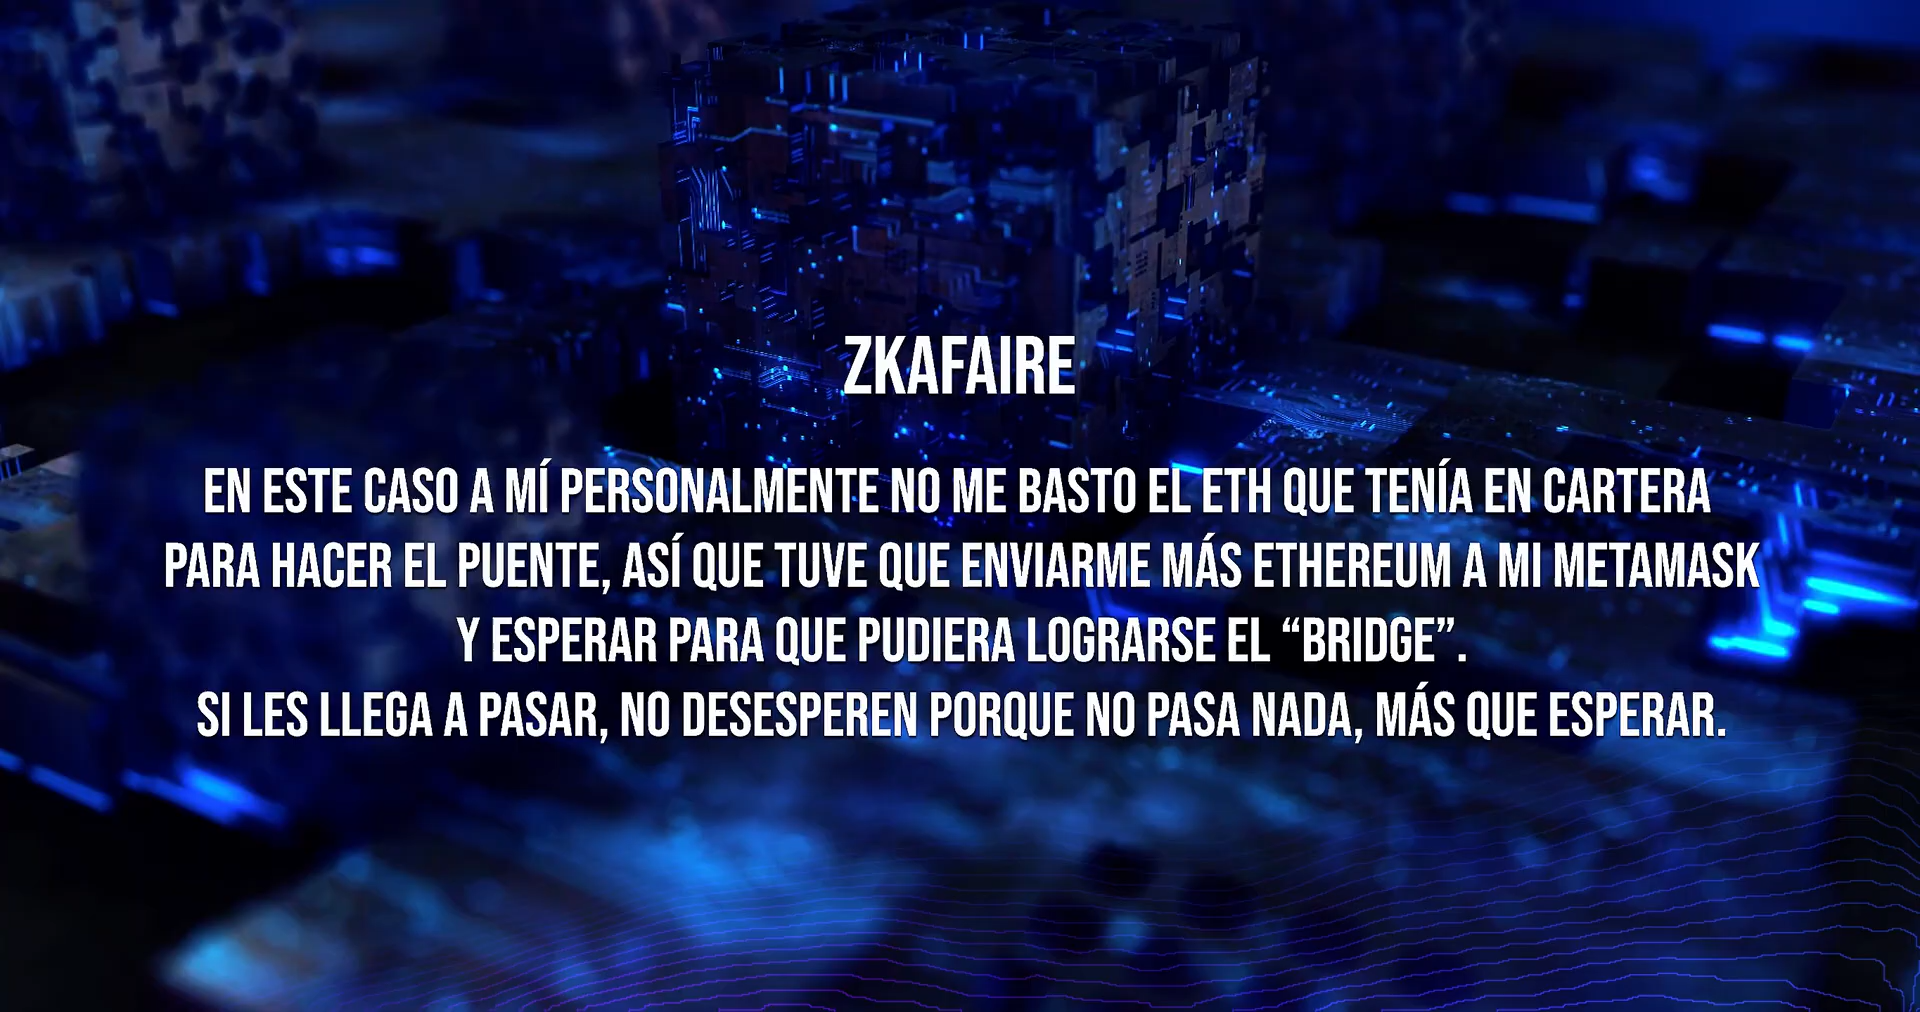 ZKAFAIRE
EN ESTE CASO A MÍ PERSONALMENTE NO ME BASTO EL ETH QUE TENÍA EN CARTERA
PARA HACER EL PUENTE, ASÍ QUE TUVE QUE ENVIARME MÁS ETHEREUM A MI METAMASK
Y ESPERAR PARA QUE PUDIERA LOGRARSE EL “BRIDGE”.
SI LES LLEGA A PASAR, NO DESESPEREN PORQUE NO PASA NADA, MÁS QUE ESPERAR.